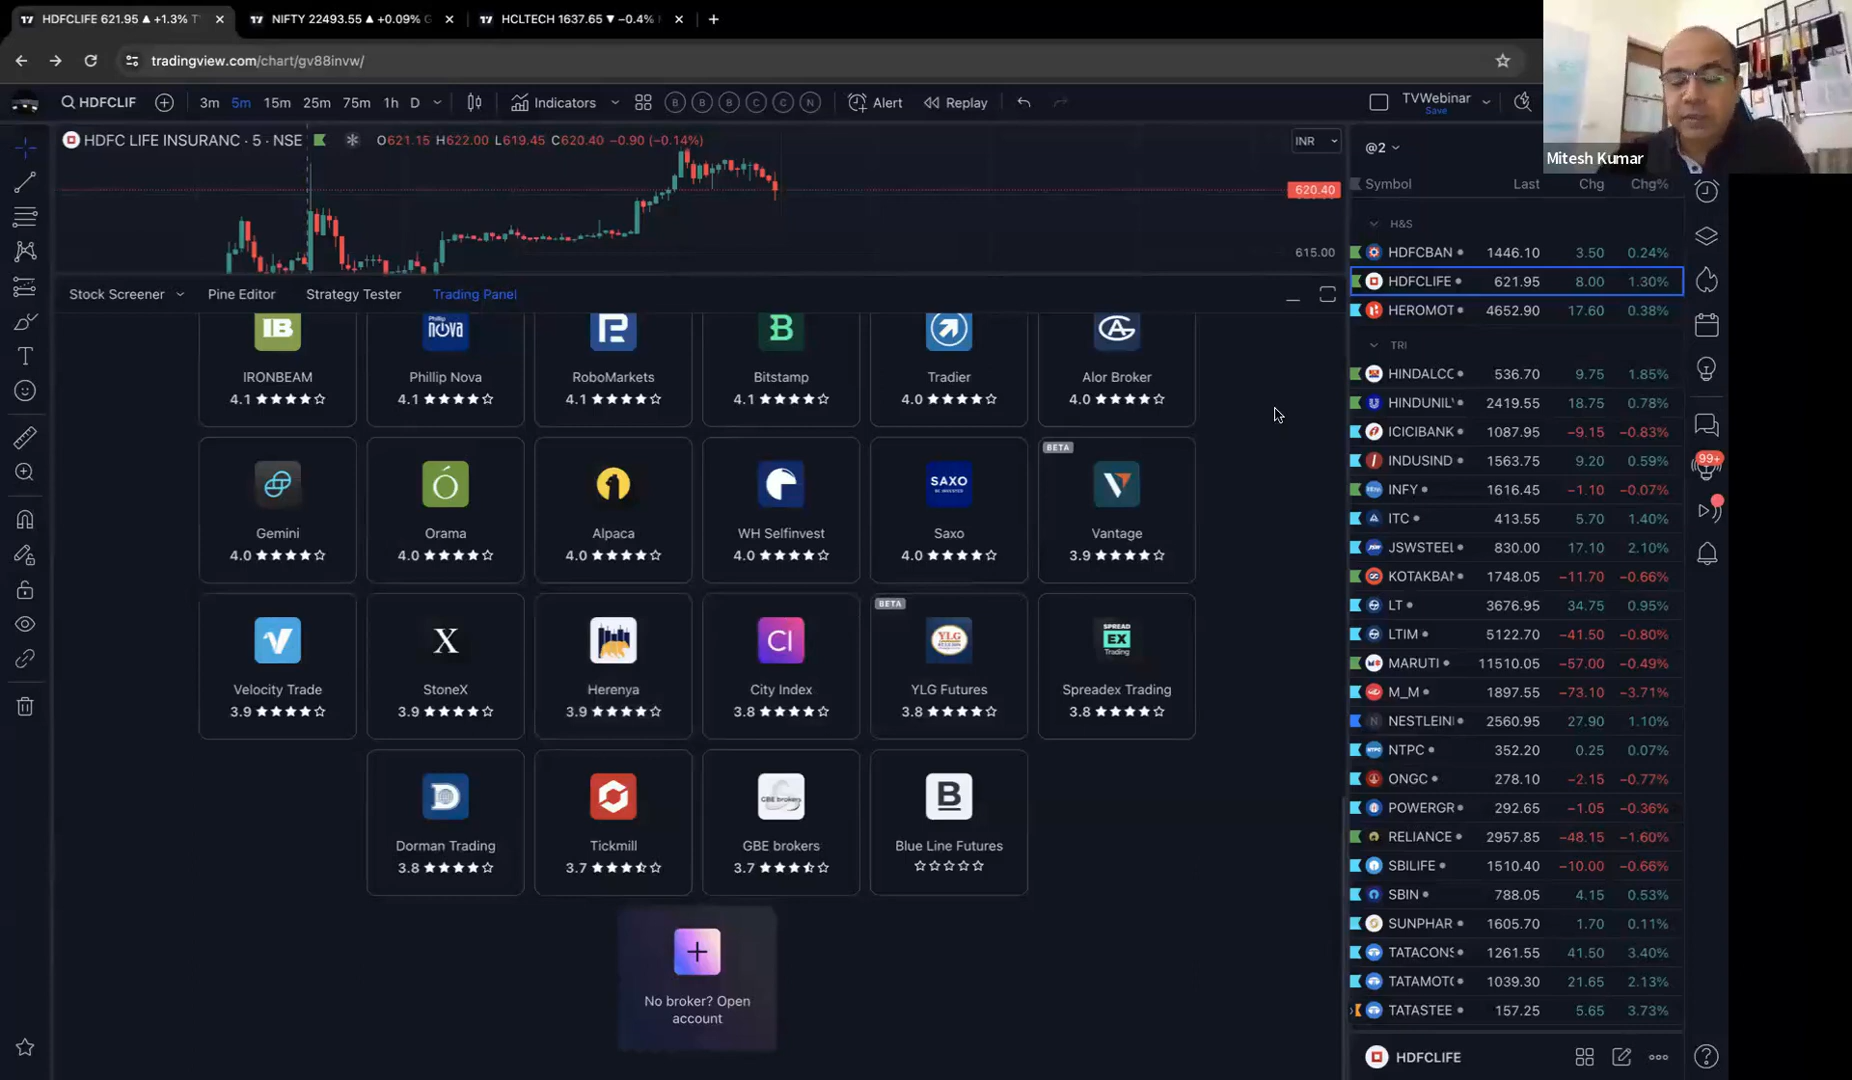 HDFCLIFE 621.95 ▲ +1.3%
NIFTY 22493.55 ▲ +0.09%
HCLTECH 1637.65 ▼ −0.4%
tradingview.com/chart/gv88invw/
HDFCLIF
3m 5m 15m 25m 75m 1h D
Indicators
B B B C C N
Alert
Replay
TVWebinar
Save
Mitesh Kumar
HDFC LIFE INSURANC · 5 · NSE
O621.15 H622.00 L619.45 C620.40 −0.90 (−0.14%)
INR
620.40
615.00
Stock Screener
Pine Editor
Strategy Tester
Trading Panel
IB
Phillip
nova
B
IRONBEAM
Phillip Nova
RoboMarkets
Bitstamp
Tradier
Alor Broker
4.1 ★★★★☆
4.1 ★★★★☆
4.1 ★★★★☆
4.1 ★★★★☆
4.0 ★★★★☆
4.0 ★★★★☆
BETA
SAXO
BE INVESTED
Gemini
Orama
Alpaca
WH Selfinvest
Saxo
Vantage
4.0 ★★★★☆
4.0 ★★★★☆
4.0 ★★★★☆
4.0 ★★★★☆
4.0 ★★★★☆
3.9 ★★★★☆
BETA
X
CI
YLG
SPREAD
EX
Trading
Velocity Trade
StoneX
Herenya
City Index
YLG Futures
Spreadex Trading
3.9 ★★★★☆
3.9 ★★★★☆
3.9 ★★★★☆
3.8 ★★★★☆
3.8 ★★★★☆
3.8 ★★★★☆
D
GBE brokers
B
Dorman Trading
Tickmill
GBE brokers
Blue Line Futures
3.8 ★★★★☆
3.7 ★★★⯪☆
3.7 ★★★⯪☆
☆☆☆☆☆
No broker? Open
account
@2
Symbol Last Chg Chg%
H&S
HDFCBAN 1446.10 3.50 0.24%
HDFCLIFE 621.95 8.00 1.30%
HEROMOT 4652.90 17.60 0.38%
TRI
HINDALC 536.70 9.75 1.85%
HINDUNIL 2419.55 18.75 0.78%
ICICIBANK 1087.95 −9.15 −0.83%
INDUSIND 1563.75 9.20 0.59%
INFY 1616.45 −1.10 −0.07%
ITC 413.55 5.70 1.40%
JSWSTEEL 830.00 17.10 2.10%
KOTAKBAN 1748.05 −11.70 −0.66%
LT 3676.95 34.75 0.95%
LTIM 5122.70 −41.50 −0.80%
MARUTI 11510.05 −57.00 −0.49%
M_M 1897.55 −73.10 −3.71%
NESTLEIN 2560.95 27.90 1.10%
NTPC 352.20 0.25 0.07%
ONGC 278.10 −2.15 −0.77%
POWERGR 292.65 −1.05 −0.36%
RELIANCE 2957.85 −48.15 −1.60%
SBILIFE 1510.40 −10.00 −0.66%
SBIN 788.05 4.15 0.53%
SUNPHAR 1605.70 1.70 0.11%
TATACONS 1261.55 41.50 3.40%
TATAMOT 1039.30 21.65 2.13%
TATASTEE 157.25 5.65 3.73%
HDFCLIFE
99+